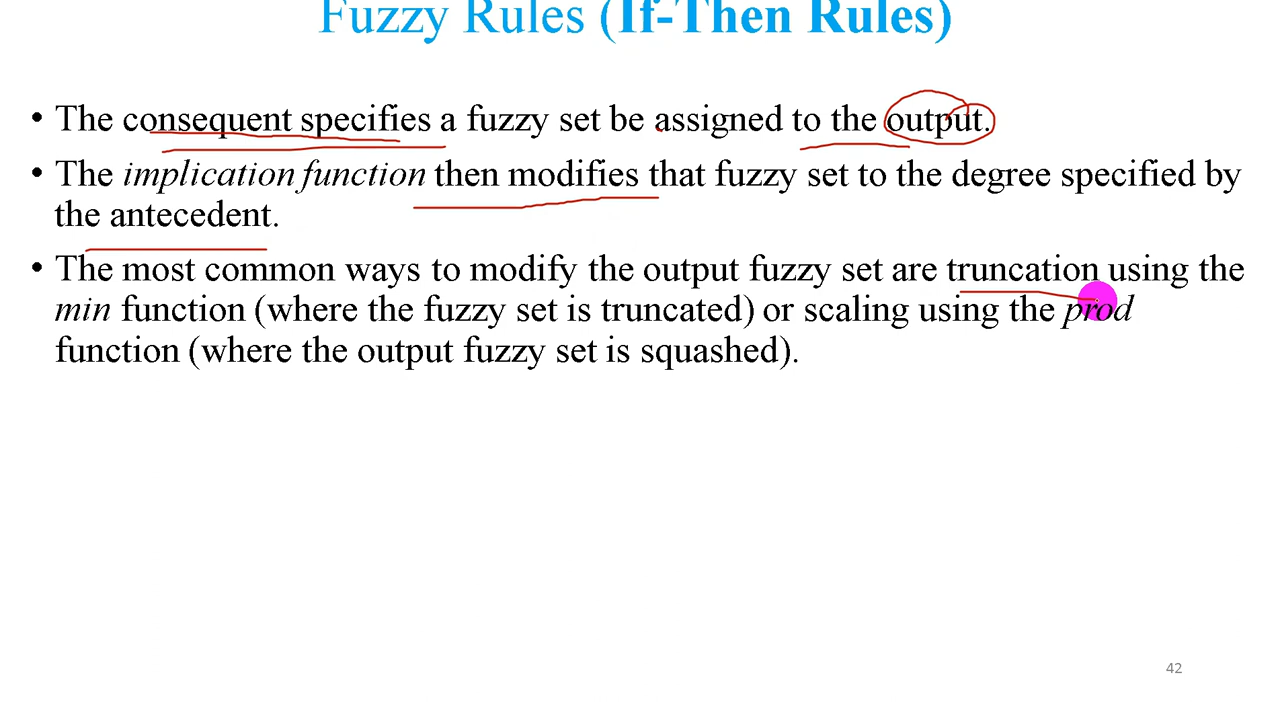 Fuzzy Rules (If-Then Rules)
• The consequent specifies a fuzzy set be assigned to the output.
• The implication function then modifies that fuzzy set to the degree specified by
the antecedent.
• The most common ways to modify the output fuzzy set are truncation using the
min function (where the fuzzy set is truncated) or scaling using the prod
function (where the output fuzzy set is squashed).
42